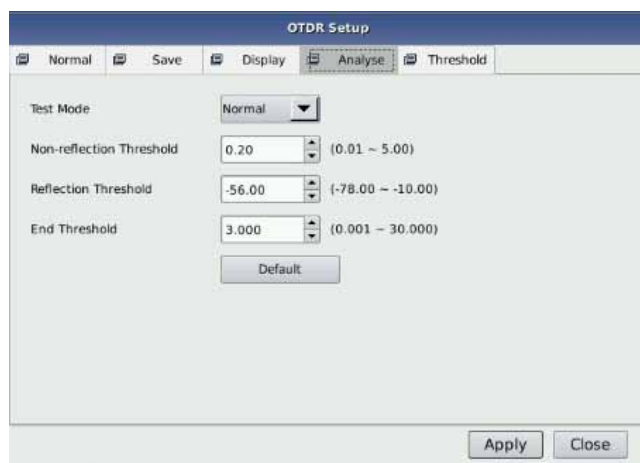 OTDR Setup
Normal Save Display Analyse Threshold
Test Mode Normal
Non-reflection Threshold 0.20 (0.01 ~ 5.00)
Reflection Threshold -56.00 (-78.00 ~ -10.00)
End Threshold 3.000 (0.001 ~ 30.000)
Default
Apply Close